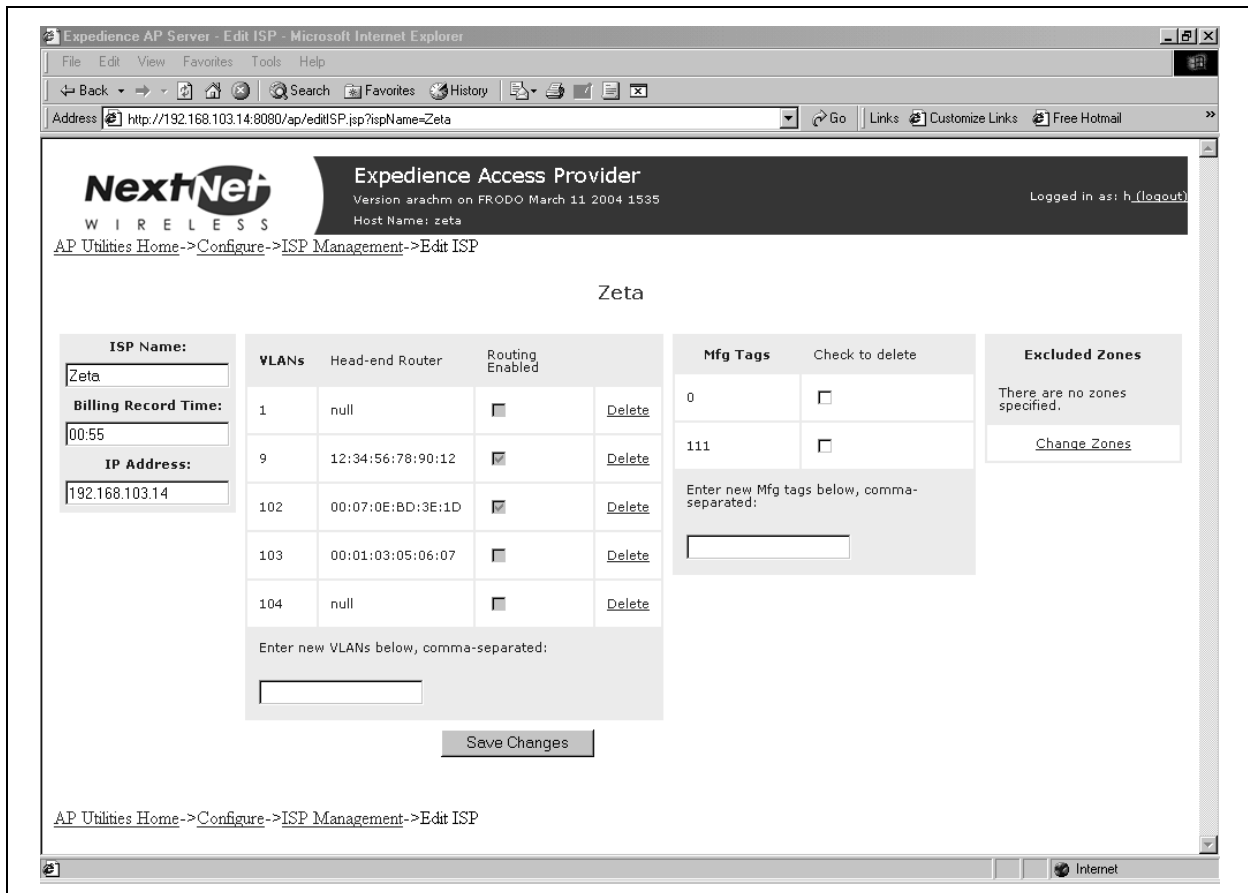 Expedience AP Server - Edit ISP - Microsoft Internet Explorer
File Edit View Favorites Tools Help
Back Search Favorites History
Address http://192.168.103.14:8080/ap/editISP.jsp?ispName=Zeta Go Links Customize Links Free Hotmail »
NextNet
WIRELESS
Expedience Access Provider
Version arachm on FRODO March 11 2004 1535
Host Name: zeta
Logged in as: h (logout)
AP Utilities Home->Configure->ISP Management->Edit ISP
Zeta
ISP Name:
Zeta
Billing Record Time:
00:55
IP Address:
192.168.103.14
VLANs Head-end Router Routing Enabled
1 null Delete
9 12:34:56:78:90:12 Delete
102 00:07:0E:BD:3E:1D Delete
103 00:01:03:05:06:07 Delete
104 null Delete
Enter new VLANs below, comma-separated:
Mfg Tags Check to delete
0
111
Enter new Mfg tags below, comma-
separated:
Excluded Zones
There are no zones
specified.
Change Zones
Save Changes
AP Utilities Home->Configure->ISP Management->Edit ISP
Internet